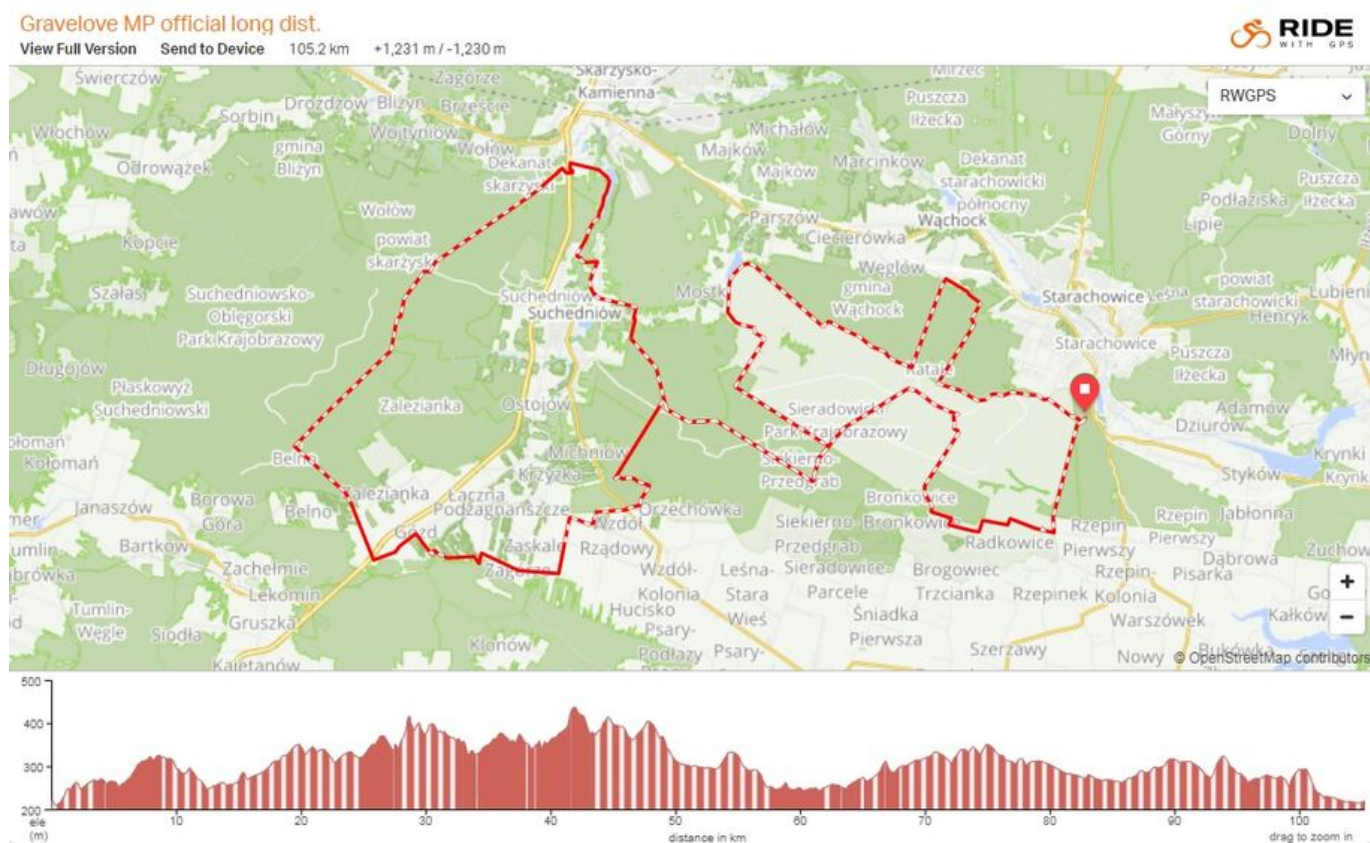 Gravelove MP official long dist.
View Full Version Send to Device 105.2 km +1,231 m / -1,230 m
RIDE
WITH GPS
RWGPS
Świerczów
Zagórze
Skarżysko-
Kamienna
Mirzec
Drozdzów
Bliżyn
Brzeście
Sorbin
Wojtyniów
Puszcza
Iłżecka
Małyszyn
Górny
Dolny
Włochów
gmina
Bliżyn
Wołów
Michałów
Odrowążek
Dekanat
skarżyski
Majków
Majków
Marcinków
Dekanat
starachowicki
północny
Puszcza
Iłżecka
Wołów
Parszów
Wąchock
Podłaziska
Lipie
Kopcie
powiat
skarżyski
Ciecierówka
Szałas
Suchedniowsko-
Oblęgorski
Park Krajobrazowy
Suchedniów
Suchedniów
Mostki
Węglów
gmina
Wąchock
Starachowice
Leśna
powiat
starachowicki
Henryk
Lubieni
Starachowice
Długojów
Płaskowyż
Suchedniowski
Rataje
Puszcza
Iłżecka
Młyn
Zalezianka
Ostojów
Sieradowicki
Park Krajobrazowy
Adamów
Dziurów
Kołomań
Kołomań
Belno
Michniów
Krzyżka
Siekierno-
Przedgrab
Styków
Krynki
Janaszów
Borowa
Góra
Belno
Zalezianka
Łączna
Podzagnańszcze
Orzechówka
Bronkowice
Rzepin
Rzepin
Pierwszy
Jabłonna
Gózd
Wzdół
Rządowy
Siekierno-
Przedgrab
Bronkowice
Radkowice
Pierwszy
Bartków
Zachełmie
Zaskale
Zagórze
Dąbrowa
Lekomin
Wzdół-
Kolonia
Leśna-
Stara
Wieś
Sieradowice-
Parcele
Brogowiec
Trzcianka
Rzepinek
Rzepin-
Kolonia
Pisarka
Tumlin-
Węgle
Siodła
Gruszka
Hucisko
Psary-
Podłazy
Psary-
Śniadka
Pierwsza
Warszówek
Kałków
Kajetanów
Klonów
Szerzawy
Nowy
Bukówka
+
−
© OpenStreetMap contributors
500
400
300
200
ele
(m)
10 20 30 40 50 60 70 80 90 100
distance in km
drag to zoom in